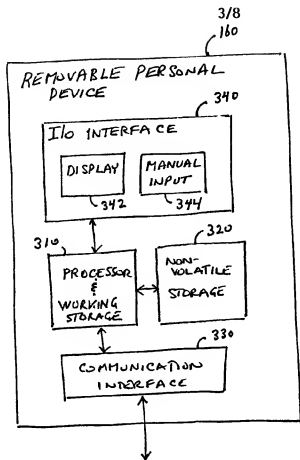 3/8
160
REMOVABLE PERSONAL
DEVICE
340
I/O INTERFACE
DISPLAY
MANUAL
INPUT
342
344
310
320
PROCESSOR
&
WORKING
STORAGE
NON-
VOLATILE
STORAGE
330
COMMUNICATION
INTERFACE